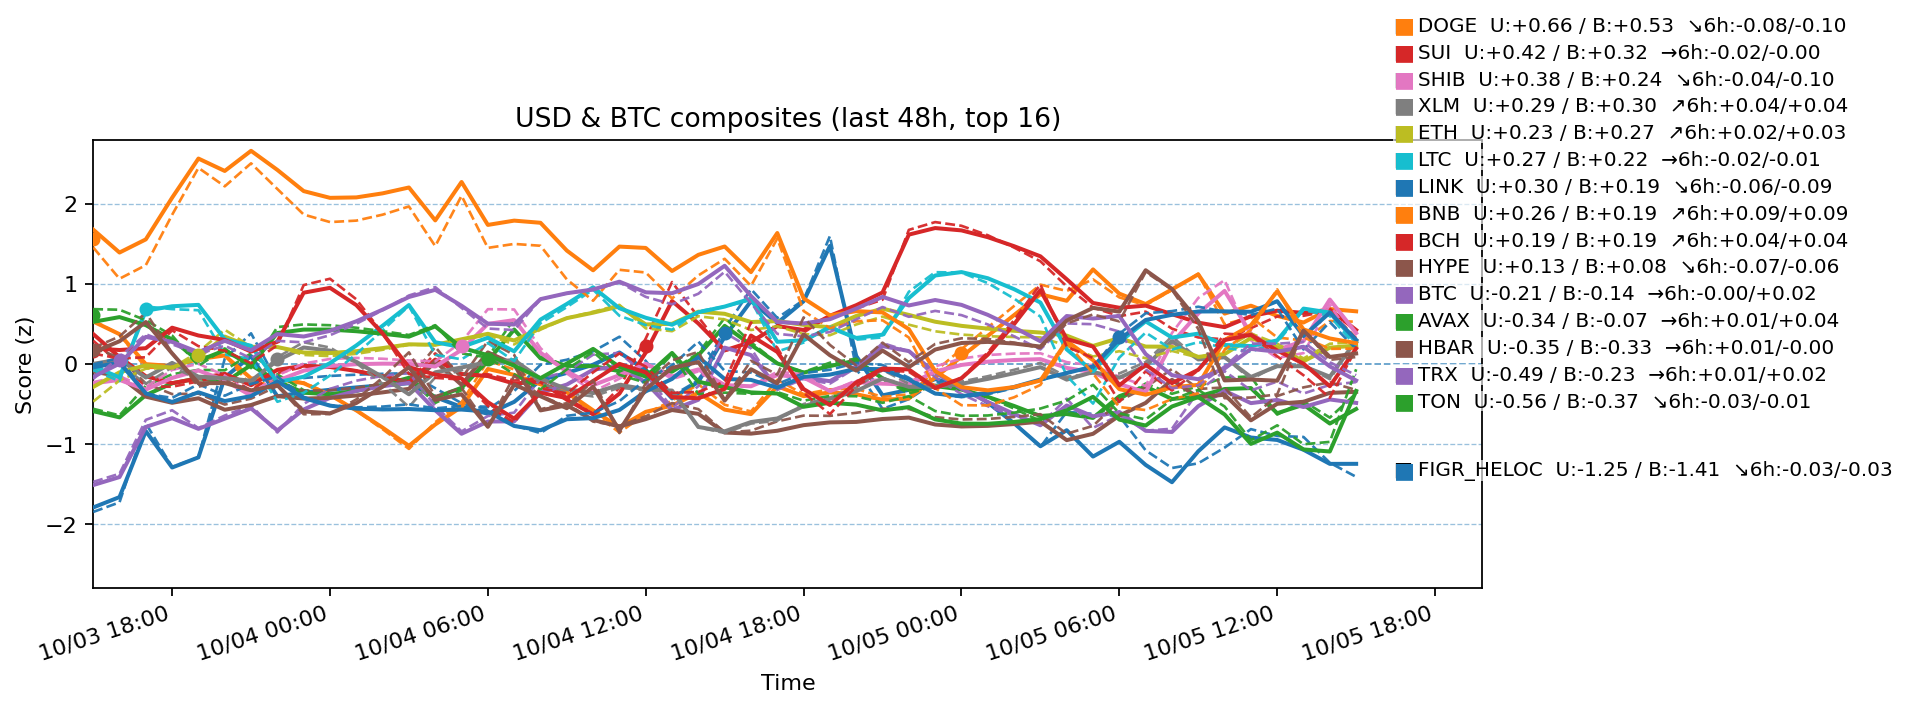 DOGE  U:+0.66 / B:+0.53  ↘6h:-0.08/-0.10
SUI  U:+0.42 / B:+0.32  →6h:-0.02/-0.00
SHIB  U:+0.38 / B:+0.24  ↘6h:-0.04/-0.10
XLM  U:+0.29 / B:+0.30  ↗6h:+0.04/+0.04
ETH  U:+0.23 / B:+0.27  ↗6h:+0.02/+0.03
LTC  U:+0.27 / B:+0.22  →6h:-0.02/-0.01
LINK  U:+0.30 / B:+0.19  ↘6h:-0.06/-0.09
BNB  U:+0.26 / B:+0.19  ↗6h:+0.09/+0.09
BCH  U:+0.19 / B:+0.19  ↗6h:+0.04/+0.04
HYPE  U:+0.13 / B:+0.08  ↘6h:-0.07/-0.06
BTC  U:-0.21 / B:-0.14  →6h:-0.00/+0.02
AVAX  U:-0.34 / B:-0.07  →6h:+0.01/+0.04
HBAR  U:-0.35 / B:-0.33  →6h:+0.01/-0.00
TRX  U:-0.49 / B:-0.23  →6h:+0.01/+0.02
TON  U:-0.56 / B:-0.37  ↘6h:-0.03/-0.01
FIGR_HELOC  U:-1.25 / B:-1.41  ↘6h:-0.03/-0.03
USD & BTC composites (last 48h, top 16)
Score (z)
2
1
0
−1
−2
10/03 18:00
10/04 00:00
10/04 06:00
10/04 12:00
10/04 18:00
10/05 00:00
10/05 06:00
10/05 12:00
10/05 18:00
Time